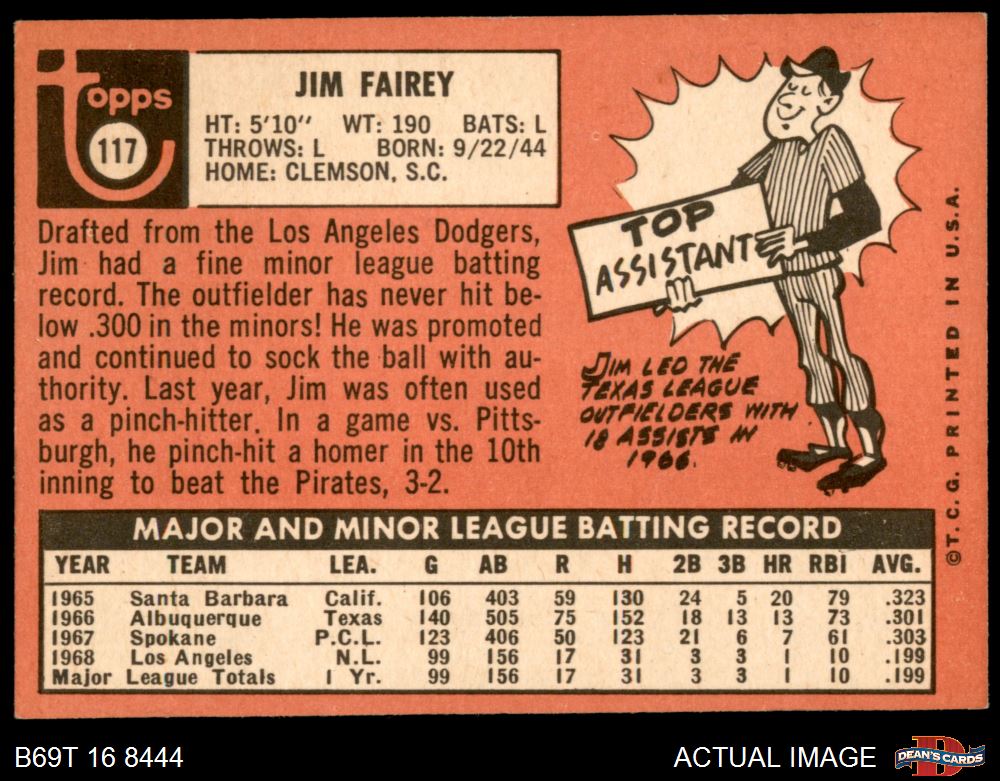 Topps
117
JIM FAIREY
HT: 5'10" WT: 190 BATS: L
THROWS: L BORN: 9/22/44
HOME: CLEMSON, S.C.
Drafted from the Los Angeles Dodgers,
Jim had a fine minor league batting
record. The outfielder has never hit be-
low .300 in the minors! He was promoted
and continued to sock the ball with au-
thority. Last year, Jim was often used
as a pinch-hitter. In a game vs. Pitts-
burgh, he pinch-hit a homer in the 10th
inning to beat the Pirates, 3-2.
TOP
ASSISTANT
JIM LED THE
TEXAS LEAGUE
OUTFIELDERS WITH
18 ASSISTS IN
1966.
©T.C.G. PRINTED IN U.S.A.
MAJOR AND MINOR LEAGUE BATTING RECORD
YEAR TEAM LEA. G AB R H 2B 3B HR RBI AVG.
1965 Santa Barbara Calif. 106 403 59 130 24 5 20 79 .323
1966 Albuquerque Texas 140 505 75 152 18 13 13 73 .301
1967 Spokane P.C.L. 123 406 50 123 21 6 7 61 .303
1968 Los Angeles N.L. 99 156 17 31 3 3 1 10 .199
Major League Totals 1 Yr. 99 156 17 31 3 3 1 10 .199
B69T 16 8444
ACTUAL IMAGE
DEAN'S CARDS